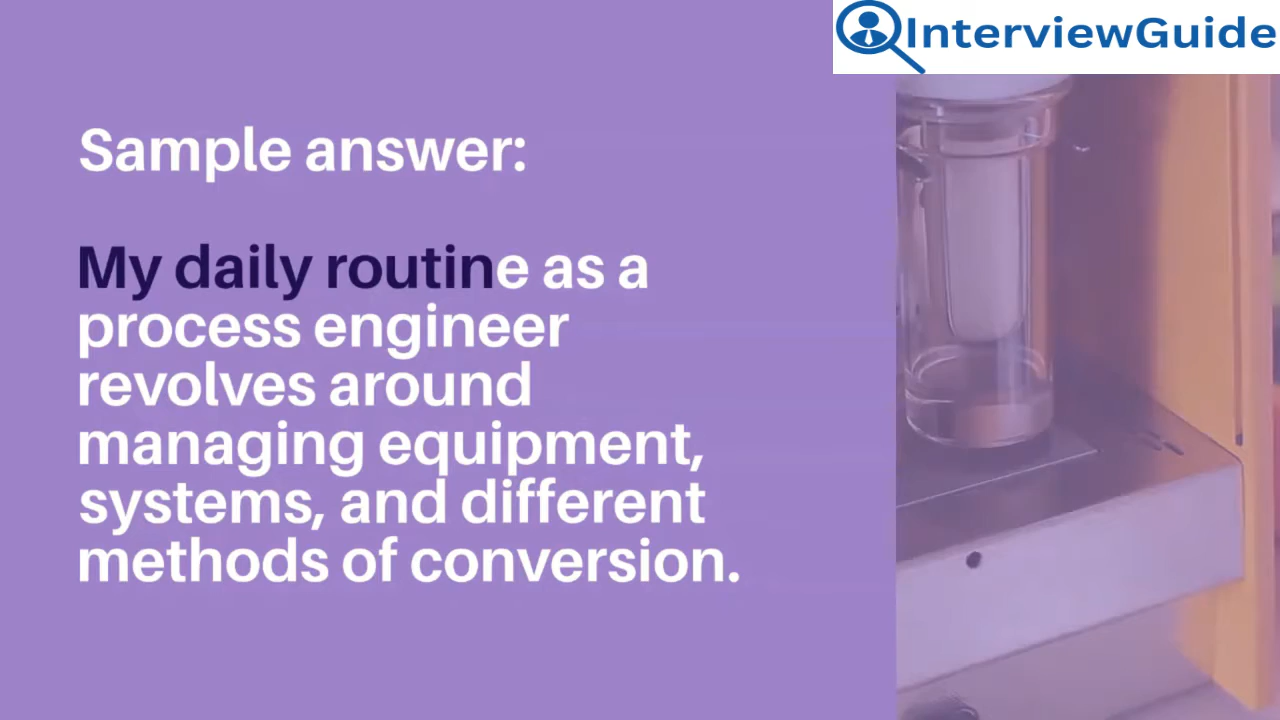 InterviewGuide
Sample answer:
My daily routine as a
process engineer
revolves around
managing equipment,
systems, and different
methods of conversion.